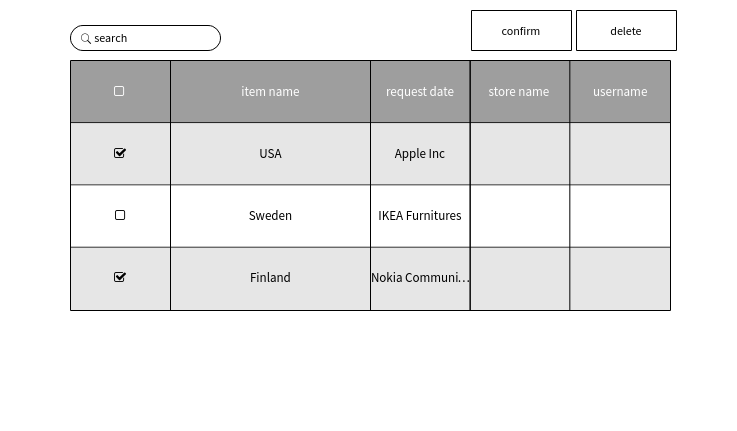 search
confirm
delete
item name
request date
store name
username
USA
Apple Inc
Sweden
IKEA Furnitures
Finland
Nokia Communi...